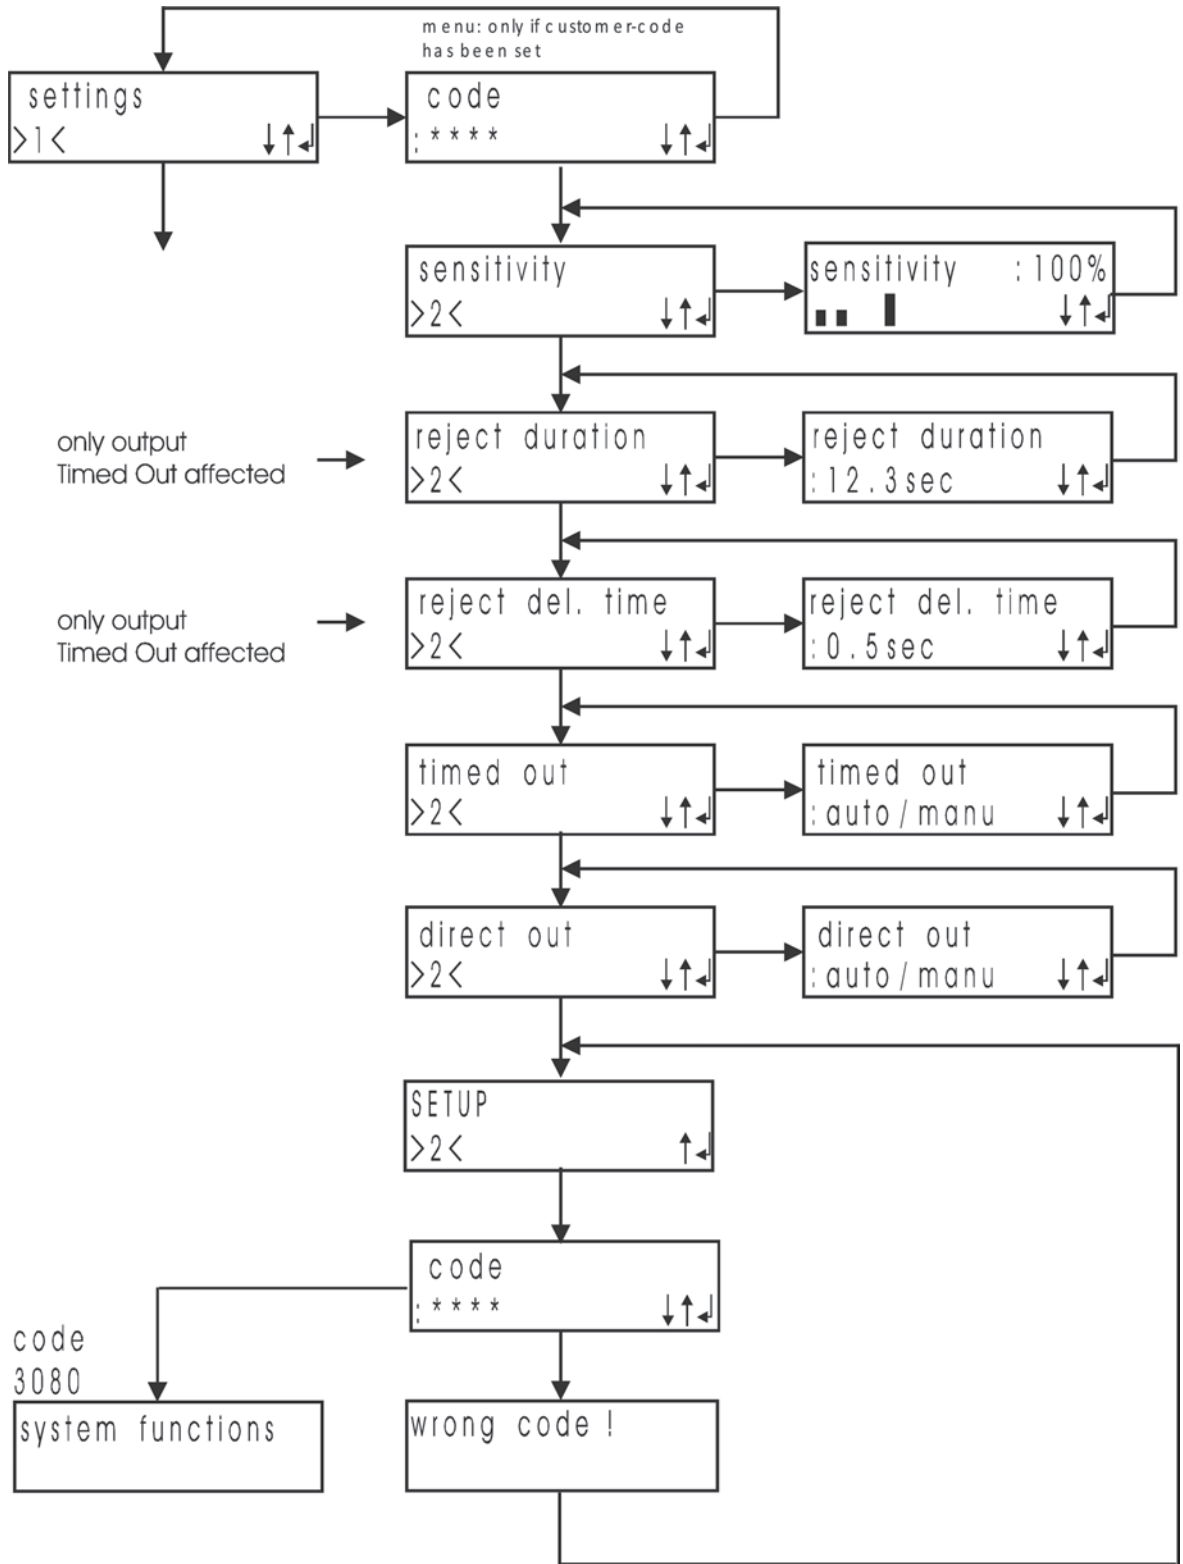 menu: only if customer-code
has been set
settings
>1<
code
:****
sensitivity
>2<
sensitivity :100%
only output
Timed Out affected
reject duration
>2<
reject duration
:12.3sec
only output
Timed Out affected
reject del. time
>2<
reject del. time
:0.5sec
timed out
>2<
timed out
:auto/manu
direct out
>2<
direct out
:auto/manu
SETUP
>2<
code
:****
code
3080
system functions
wrong code !